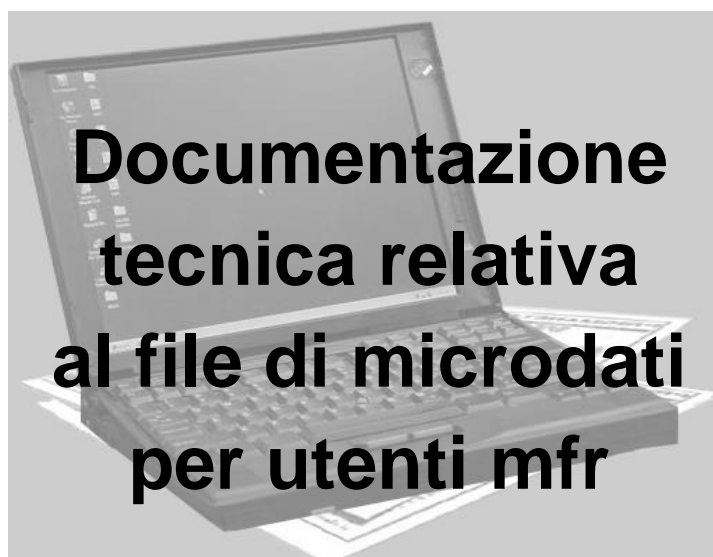 Documentazione
tecnica relativa
al file di microdati
per utenti mfr